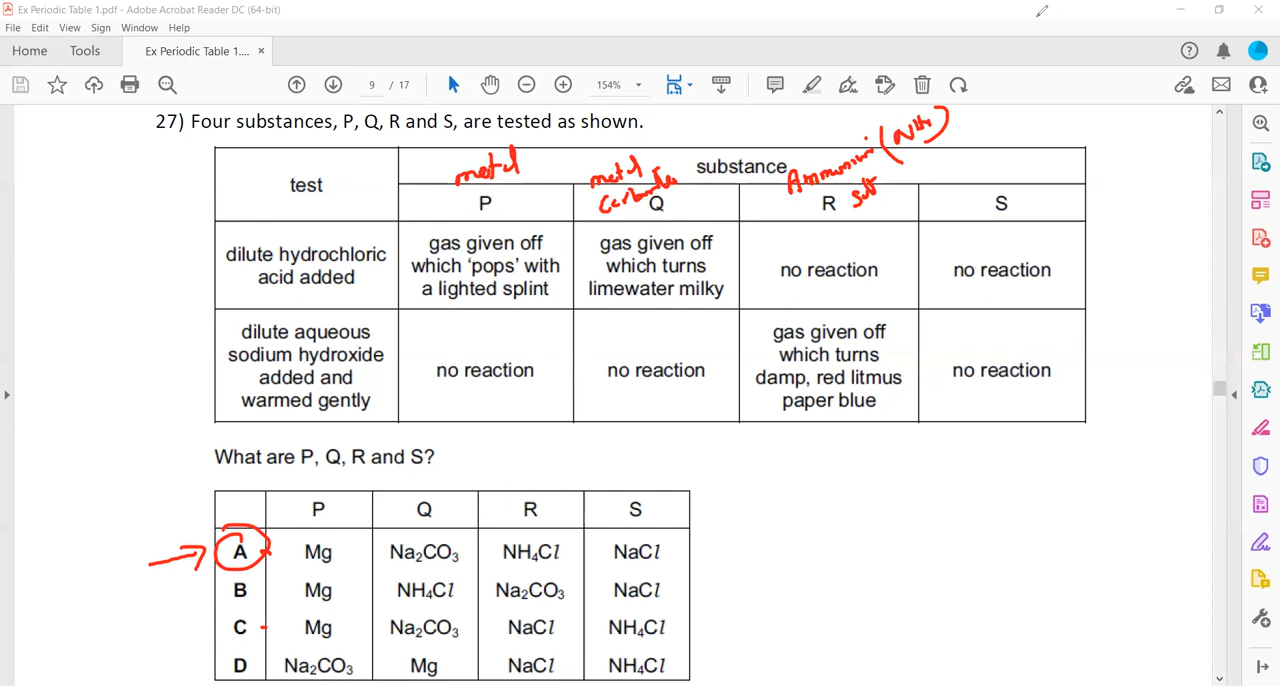 Ex Periodic Table 1.pdf - Adobe Acrobat Reader DC (64-bit)
File Edit View Sign Window Help
Home Tools Ex Periodic Table 1.... ×
9 / 17 154%
27) Four substances, P, Q, R and S, are tested as shown.
metal
metal
Ammonium (NH₄)
test
substance
P Q R S
dilute hydrochloric
acid added
gas given off
which ‘pops’ with
a lighted splint
gas given off
which turns
limewater milky
no reaction
no reaction
dilute aqueous
sodium hydroxide
added and
warmed gently
no reaction
no reaction
gas given off
which turns
damp, red litmus
paper blue
no reaction
What are P, Q, R and S?
P Q R S
A Mg Na₂CO₃ NH₄Cl NaCl
B Mg NH₄Cl Na₂CO₃ NaCl
C Mg Na₂CO₃ NaCl NH₄Cl
D Na₂CO₃ Mg NaCl NH₄Cl